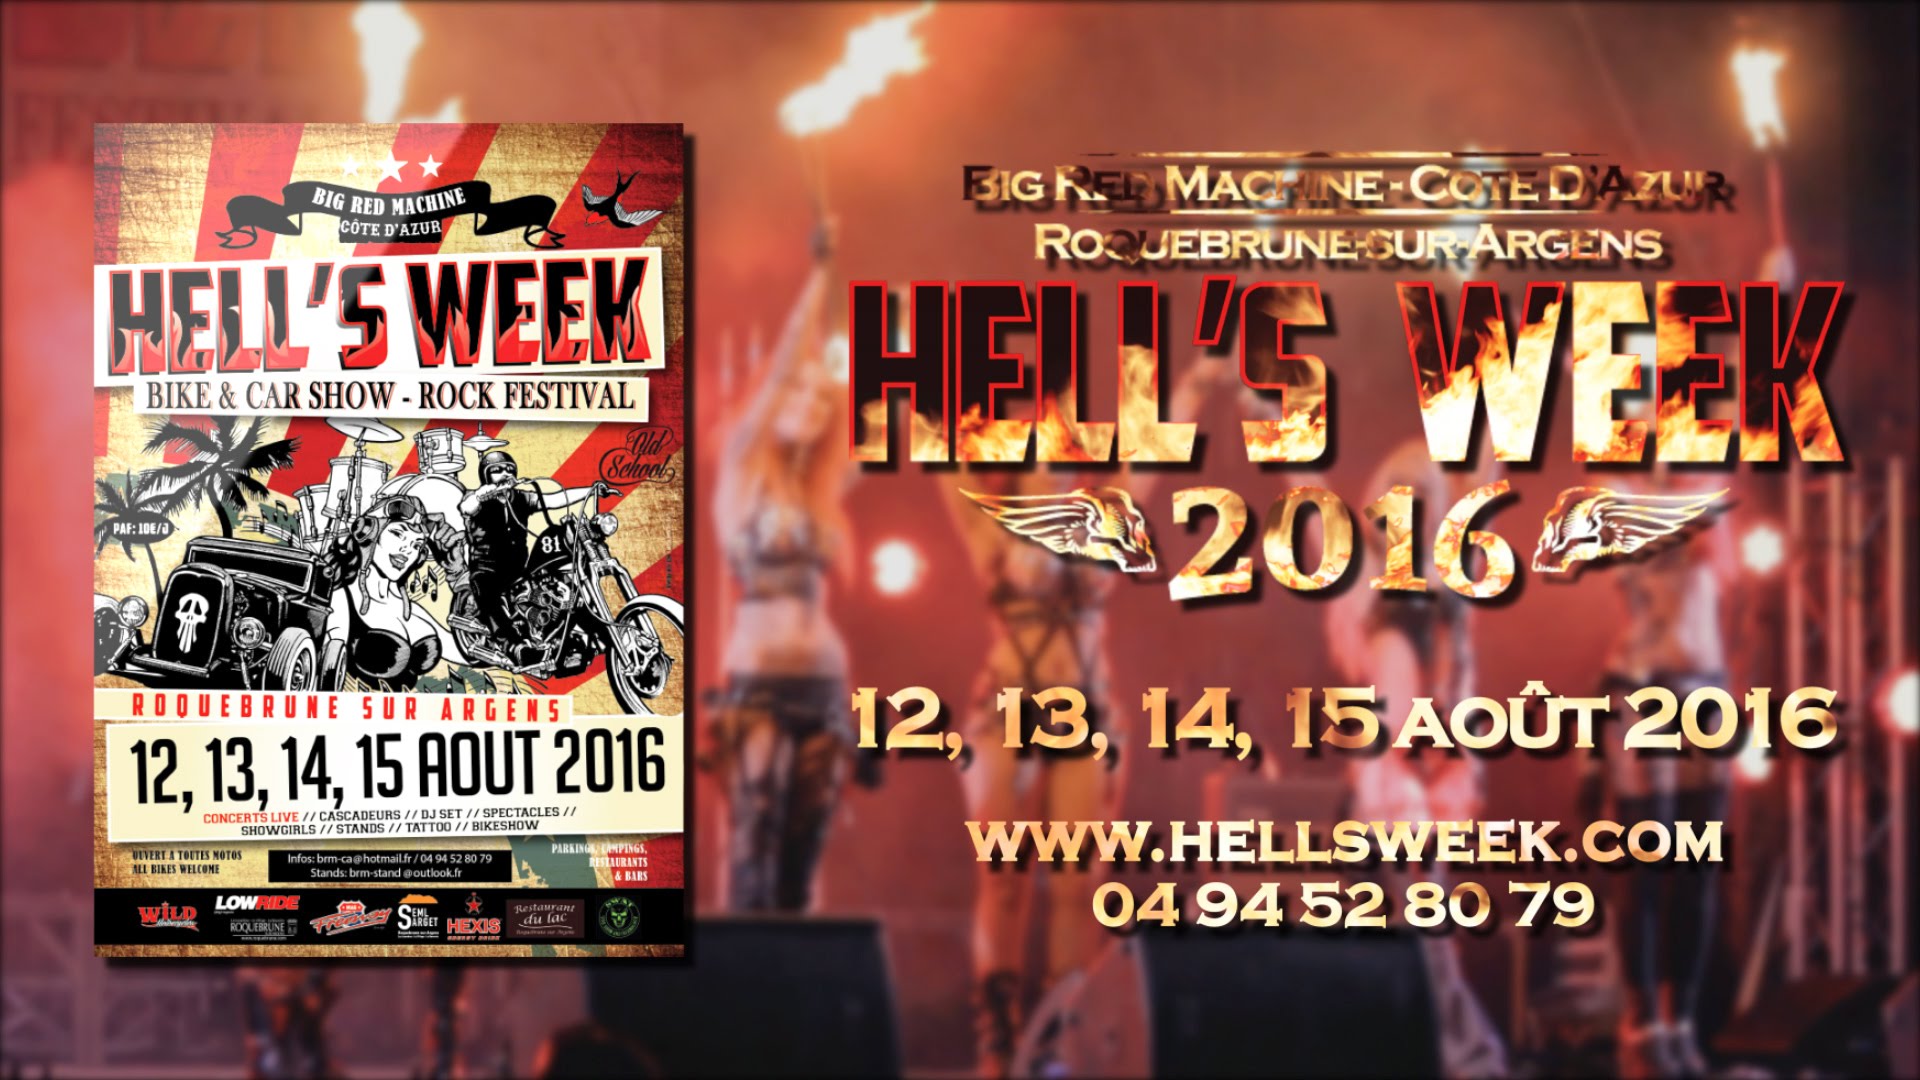 BIG RED MACHINE
CÔTE D'AZUR
HELL'S WEEK
BIKE & CAR SHOW - ROCK FESTIVAL
Old
School
PAF: 10E/J
81
ROQUEBRUNE SUR ARGENS
12, 13, 14, 15 AOUT 2016
CONCERTS LIVE // CASCADEURS // DJ SET // SPECTACLES //
SHOWGIRLS // STANDS // TATTOO // BIKESHOW
OUVERT A TOUTES MOTOS
ALL BIKES WELCOME
Infos: brm-ca@hotmail.fr / 04 94 52 80 79
Stands: brm-stand @outlook.fr
PARKINGS, CAMPINGS,
RESTAURANTS
& BARS
WILD
LOWRIDE
ROQUEBRUNE
SEML
SARGET
HEXIS
ENERGY DRINK
Restaurant
du lac
BIG RED MACHINE - COTE D'AZUR
ROQUEBRUNE-SUR-ARGENS
HELL'S WEEK
2016
12, 13, 14, 15 AOÛT 2016
WWW.HELLSWEEK.COM
04 94 52 80 79